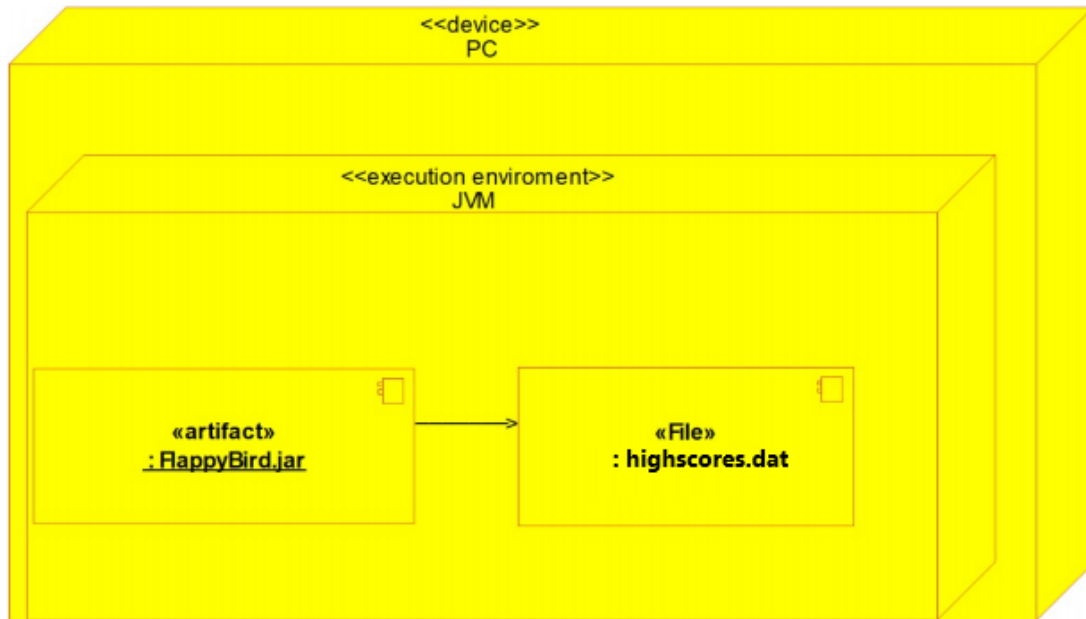 <<device>>
PC
<<execution enviroment>>
JVM
«artifact»
: FlappyBird.jar
«File»
: highscores.dat